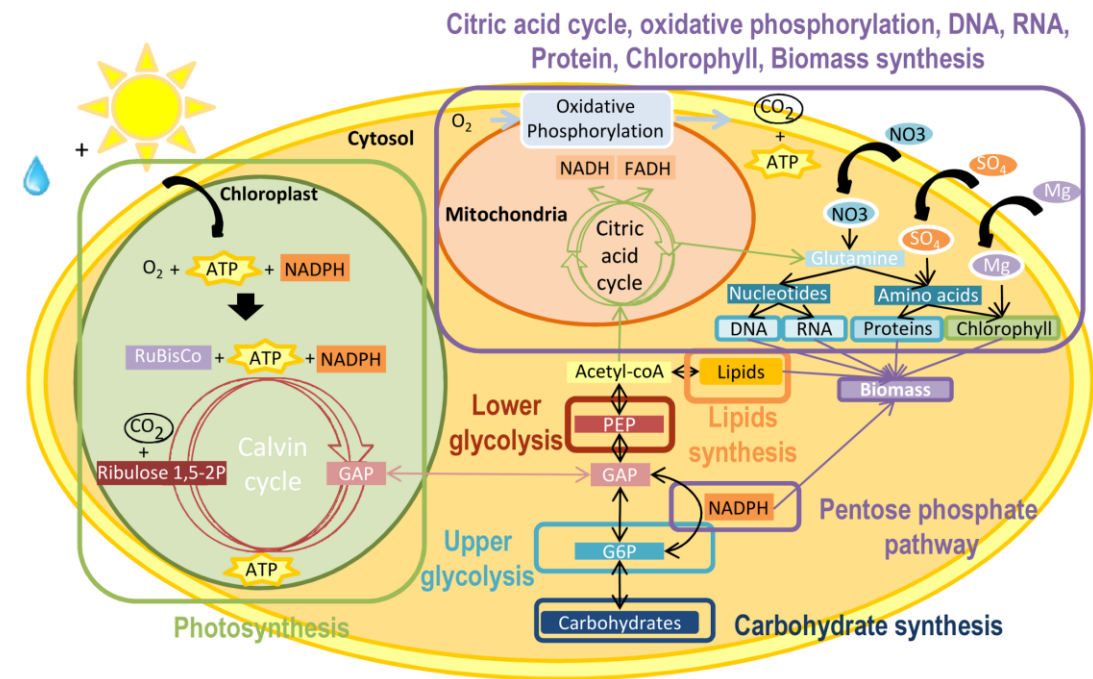 Citric acid cycle, oxidative phosphorylation, DNA, RNA,
Protein, Chlorophyll, Biomass synthesis
+
Cytosol
O₂
Oxidative
Phosphorylation
CO₂
+
ATP
NO3
SO₄
Mg
Chloroplast
NADH
FADH
Mitochondria
Citric
acid
cycle
NO3
SO₄
Mg
Glutamine
O₂ + ATP + NADPH
Nucleotides
Amino acids
DNA
RNA
Proteins
Chlorophyll
RuBisCo + ATP + NADPH
Acetyl-coA
Lipids
Biomass
Lower
glycolysis
PEP
Lipids
synthesis
CO₂
+
Ribulose 1,5-2P
Calvin
cycle
GAP
GAP
NADPH
Pentose phosphate
pathway
Upper
glycolysis
G6P
ATP
Photosynthesis
Carbohydrates
Carbohydrate synthesis